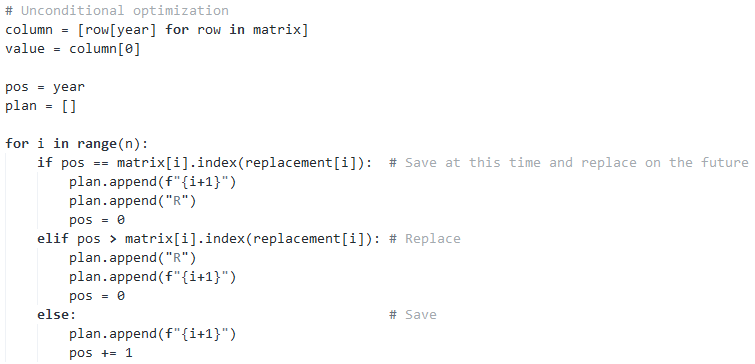 # Unconditional optimization
column = [row[year] for row in matrix]
value = column[0]

pos = year
plan = []

for i in range(n):
    if pos == matrix[i].index(replacement[i]):  # Save at this time and replace on the future
        plan.append(f"{i+1}")
        plan.append("R")
        pos = 0
    elif pos > matrix[i].index(replacement[i]): # Replace
        plan.append("R")
        plan.append(f"{i+1}")
        pos = 0
    else:                                       # Save
        plan.append(f"{i+1}")
        pos += 1